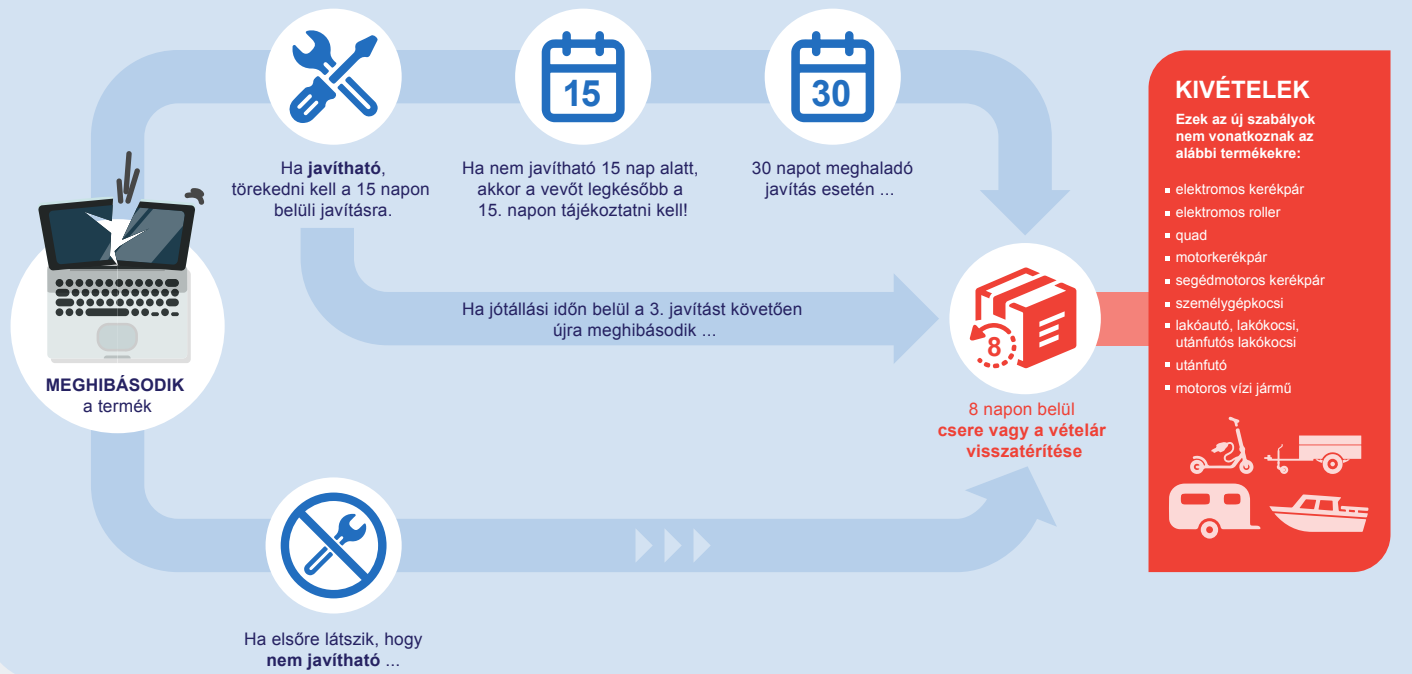 15
30
Ha javítható,
törekedni kell a 15 napon
belüli javításra.
Ha nem javítható 15 nap alatt,
akkor a vevőt legkésőbb a
15. napon tájékoztatni kell!
30 napot meghaladó
javítás esetén ...
MEGHIBÁSODIK
a termék
Ha jótállási időn belül a 3. javítást követően
újra meghibásodik ...
8
8 napon belül
csere vagy a vételár
visszatérítése
Ha elsőre látszik, hogy
nem javítható ...
KIVÉTELEK
Ezek az új szabályok
nem vonatkoznak az
alábbi termékekre:
elektromos kerékpár
elektromos roller
quad
motorkerékpár
segédmotoros kerékpár
személygépkocsi
lakóautó, lakókocsi,
utánfutós lakókocsi
utánfutó
motoros vízi jármű